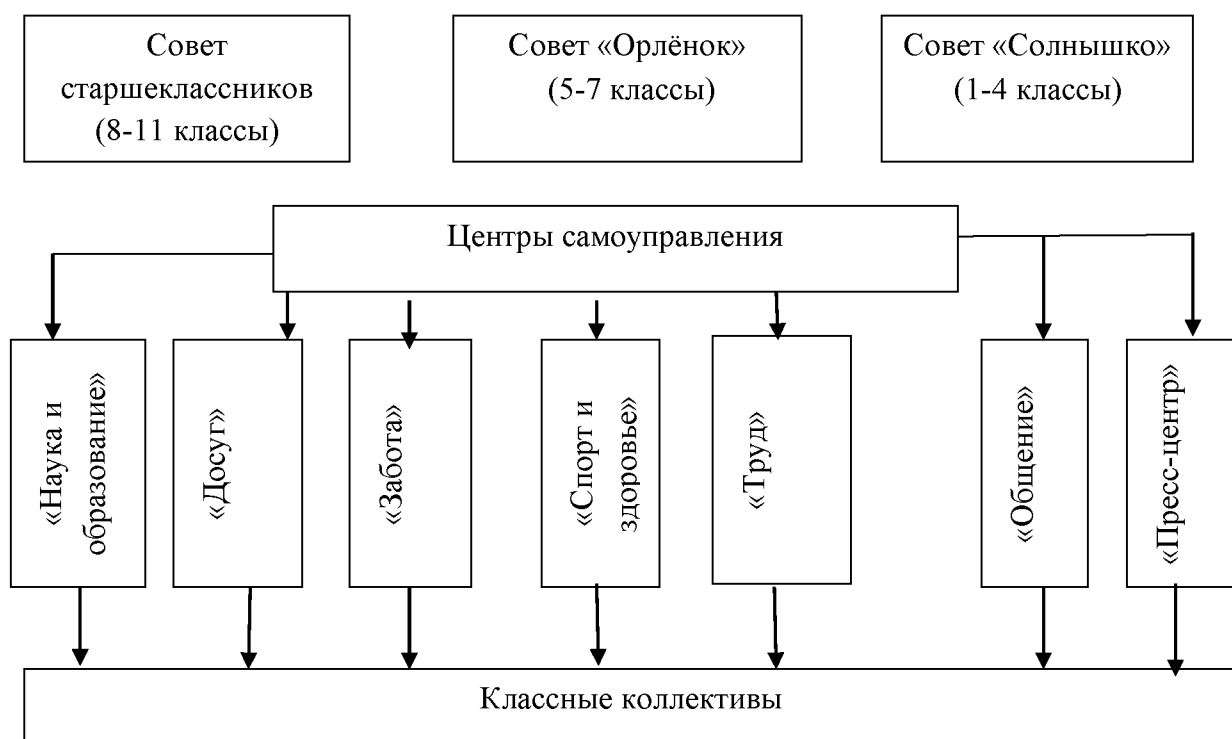 Совет
старшеклассников
(8-11 классы)
Совет «Орлёнок»
(5-7 классы)
Совет «Солнышко»
(1-4 классы)
Центры самоуправления
«Наука и
образование»
«Досуг»
«Забота»
«Спорт и
здоровье»
«Труд»
«Общение»
«Пресс-центр»
Классные коллективы